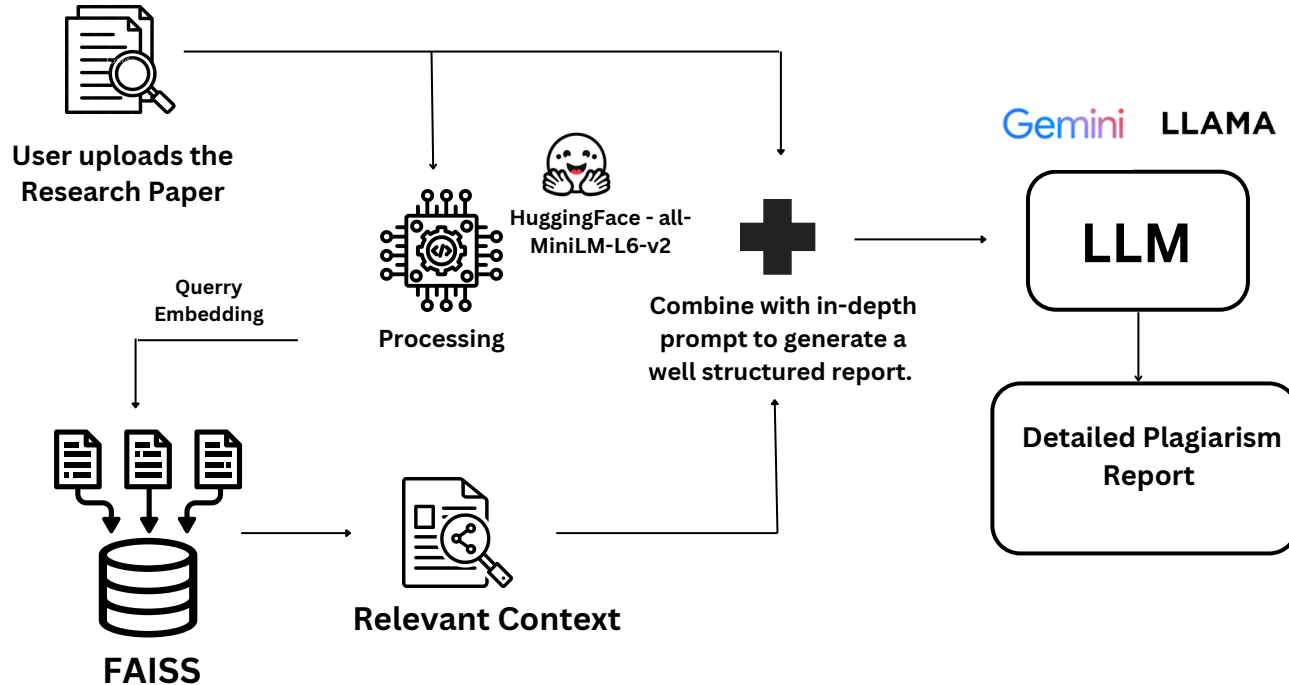 User uploads the
Research Paper
HuggingFace - all-
MiniLM-L6-v2
Processing
Querry
Embedding
FAISS
Relevant Context
Combine with in-depth
prompt to generate a
well structured report.
Gemini
LLAMA
LLM
Detailed Plagiarism
Report